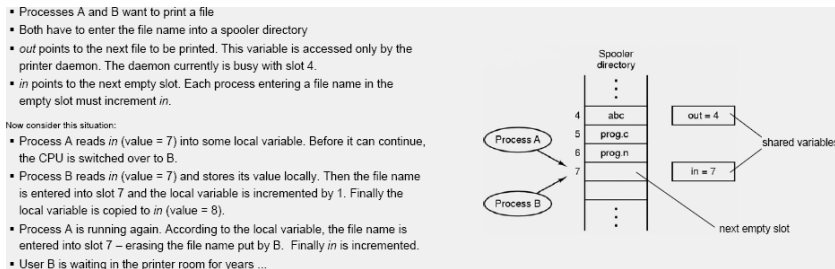 ▪ Processes A and B want to print a file
▪ Both have to enter the file name into a spooler directory
▪ out points to the next file to be printed. This variable is accessed only by the
printer daemon. The daemon currently is busy with slot 4.
▪ in points to the next empty slot. Each process entering a file name in the
empty slot must increment in.
Now consider this situation:
▪ Process A reads in (value = 7) into some local variable. Before it can continue,
the CPU is switched over to B.
▪ Process B reads in (value = 7) and stores its value locally. Then the file name
is entered into slot 7 and the local variable is incremented by 1. Finally the
local variable is copied to in (value = 8).
▪ Process A is running again. According to the local variable, the file name is
entered into slot 7 – erasing the file name put by B. Finally in is incremented.
▪ User B is waiting in the printer room for years ...
Spooler
directory
4 abc
5 prog.c
6 prog.n
7
Process A
Process B
out = 4
in = 7
shared variables
next empty slot